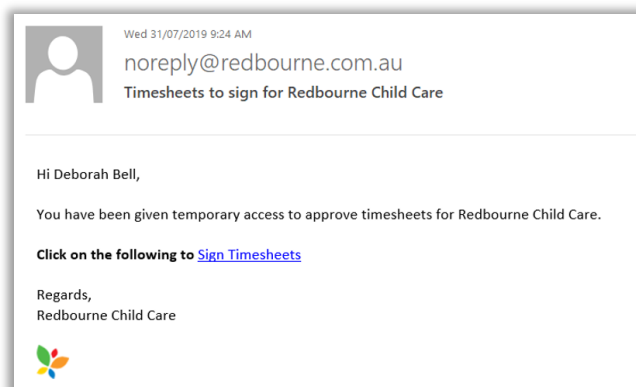 Wed 31/07/2019 9:24 AM
noreply@redbourne.com.au
Timesheets to sign for Redbourne Child Care
Hi Deborah Bell,
You have been given temporary access to approve timesheets for Redbourne Child Care.
Click on the following to Sign Timesheets
Regards,
Redbourne Child Care